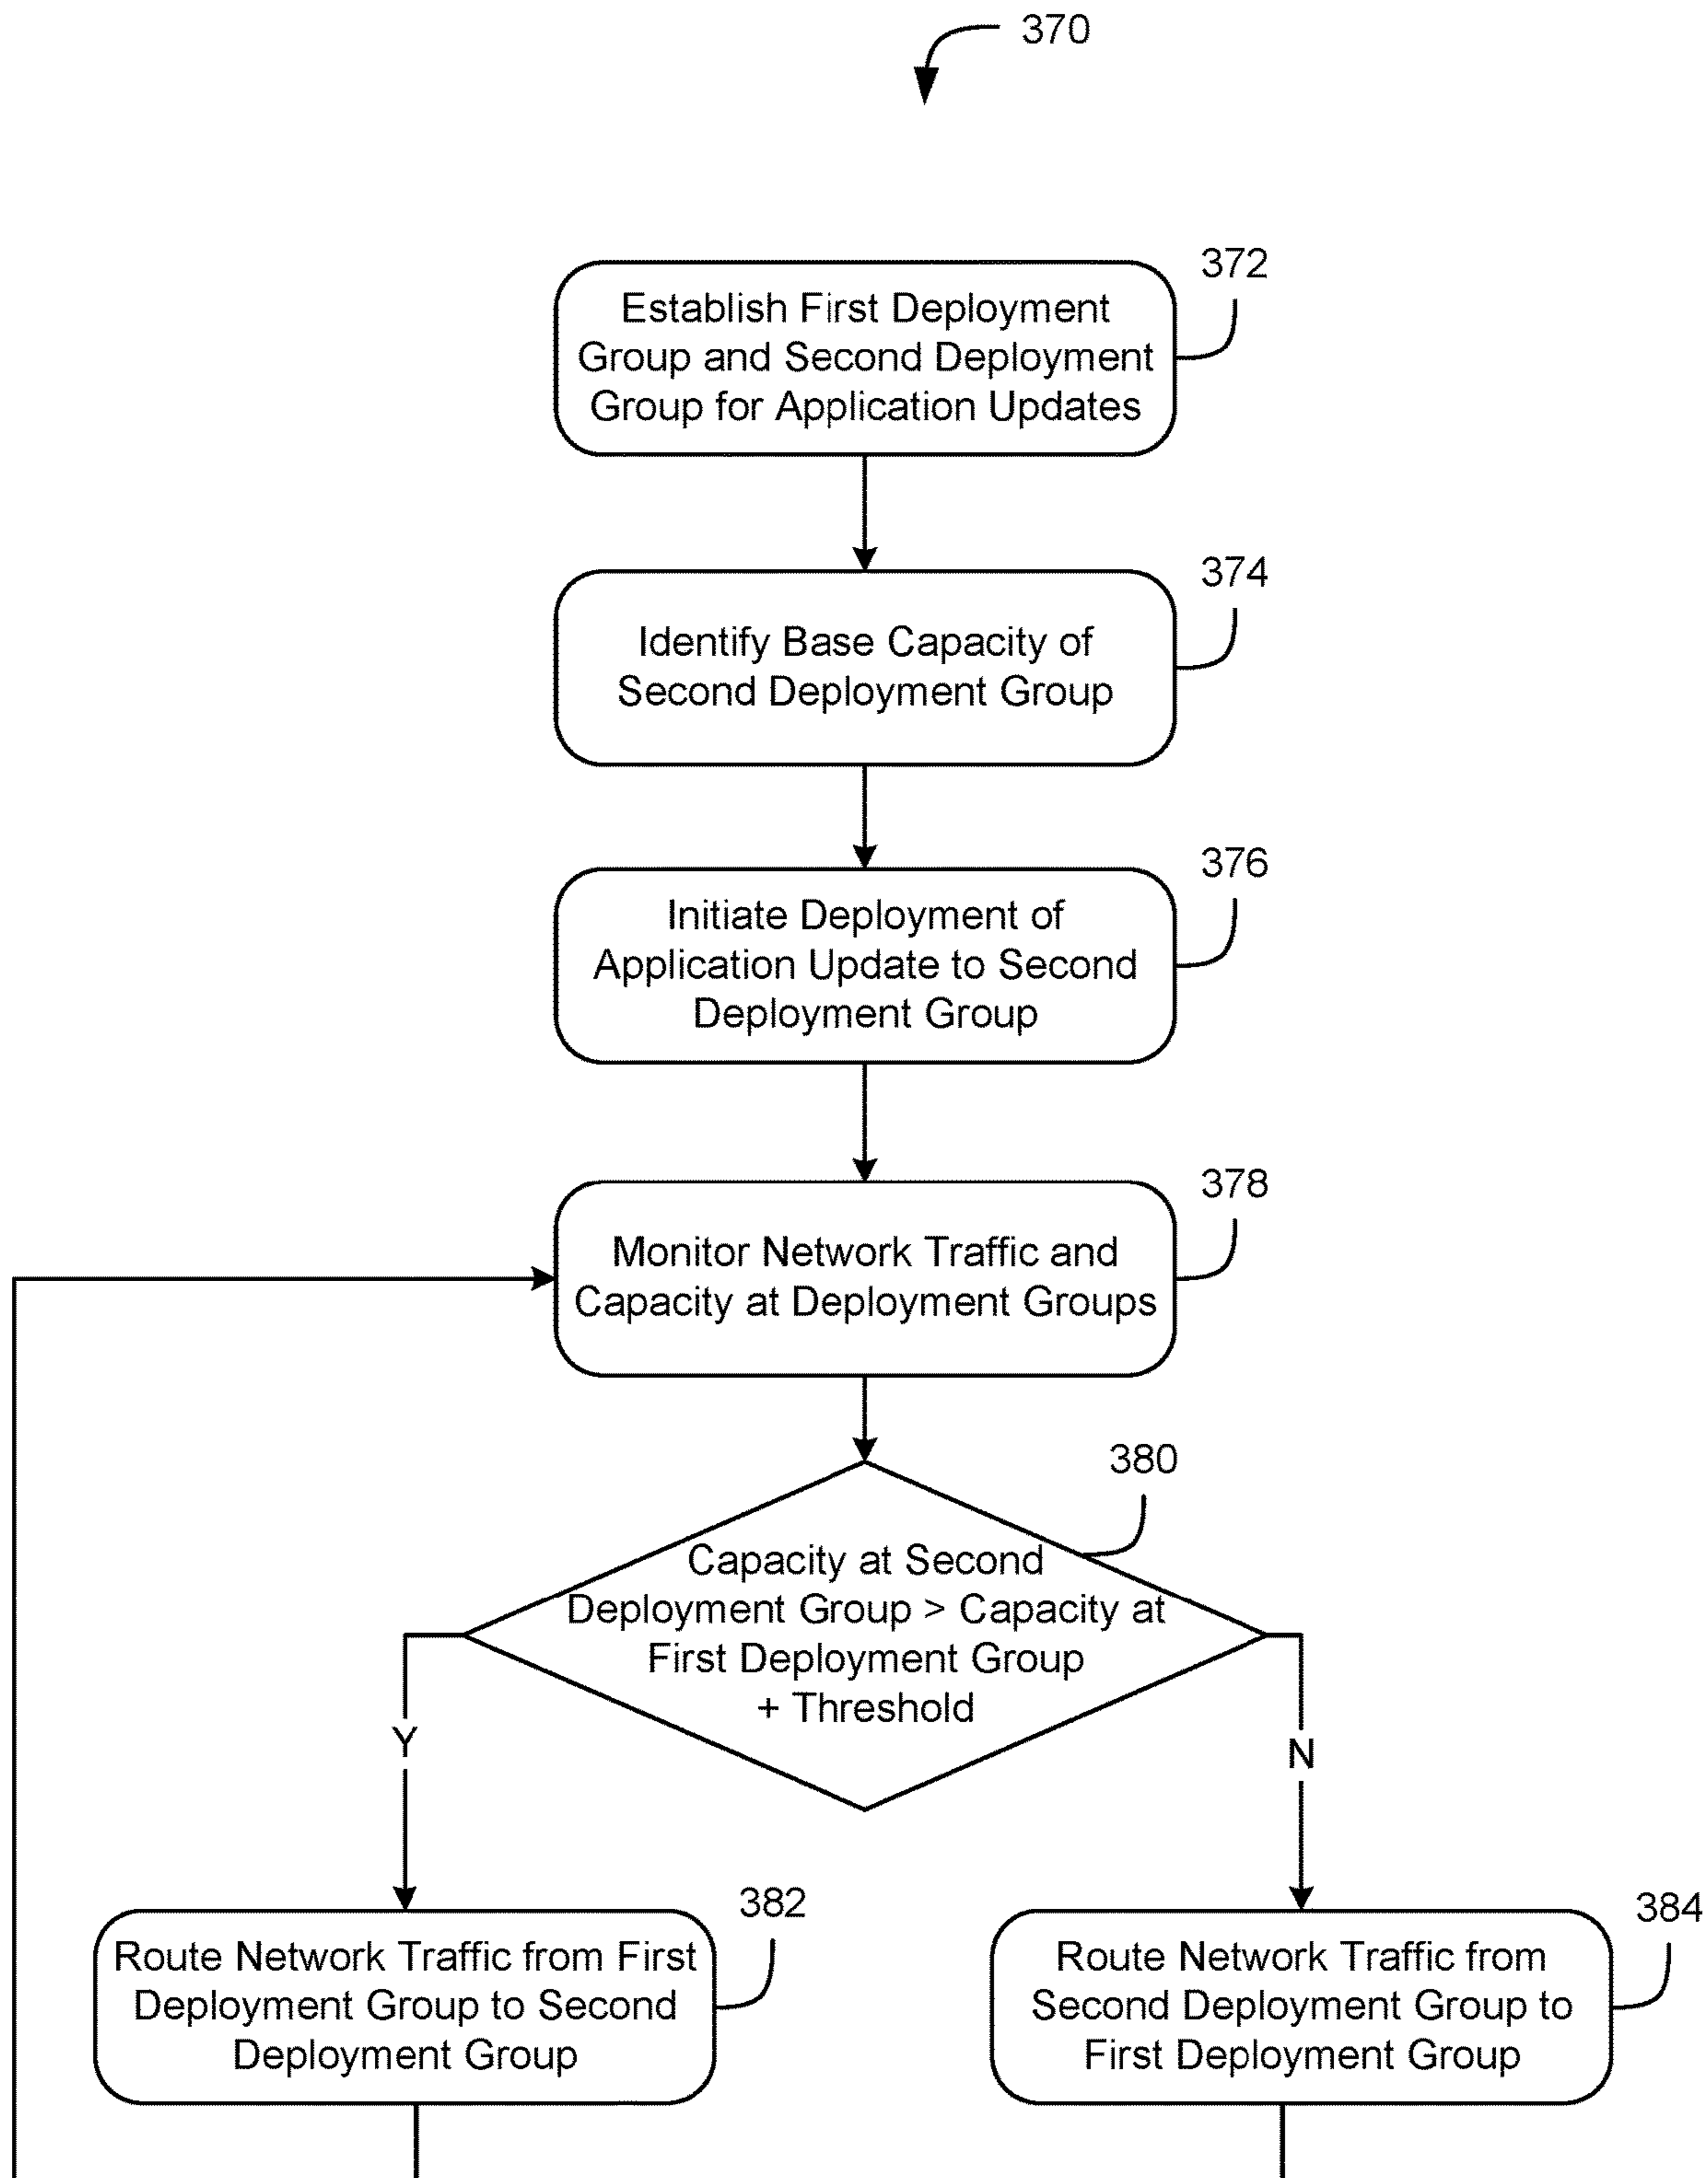 370
372
Establish First Deployment
Group and Second Deployment
Group for Application Updates
374
Identify Base Capacity of
Second Deployment Group
376
Initiate Deployment of
Application Update to Second
Deployment Group
378
Monitor Network Traffic and
Capacity at Deployment Groups
380
Capacity at Second
Deployment Group > Capacity at
First Deployment Group
+ Threshold
Y
N
382
Route Network Traffic from First
Deployment Group to Second
Deployment Group
384
Route Network Traffic from
Second Deployment Group to
First Deployment Group